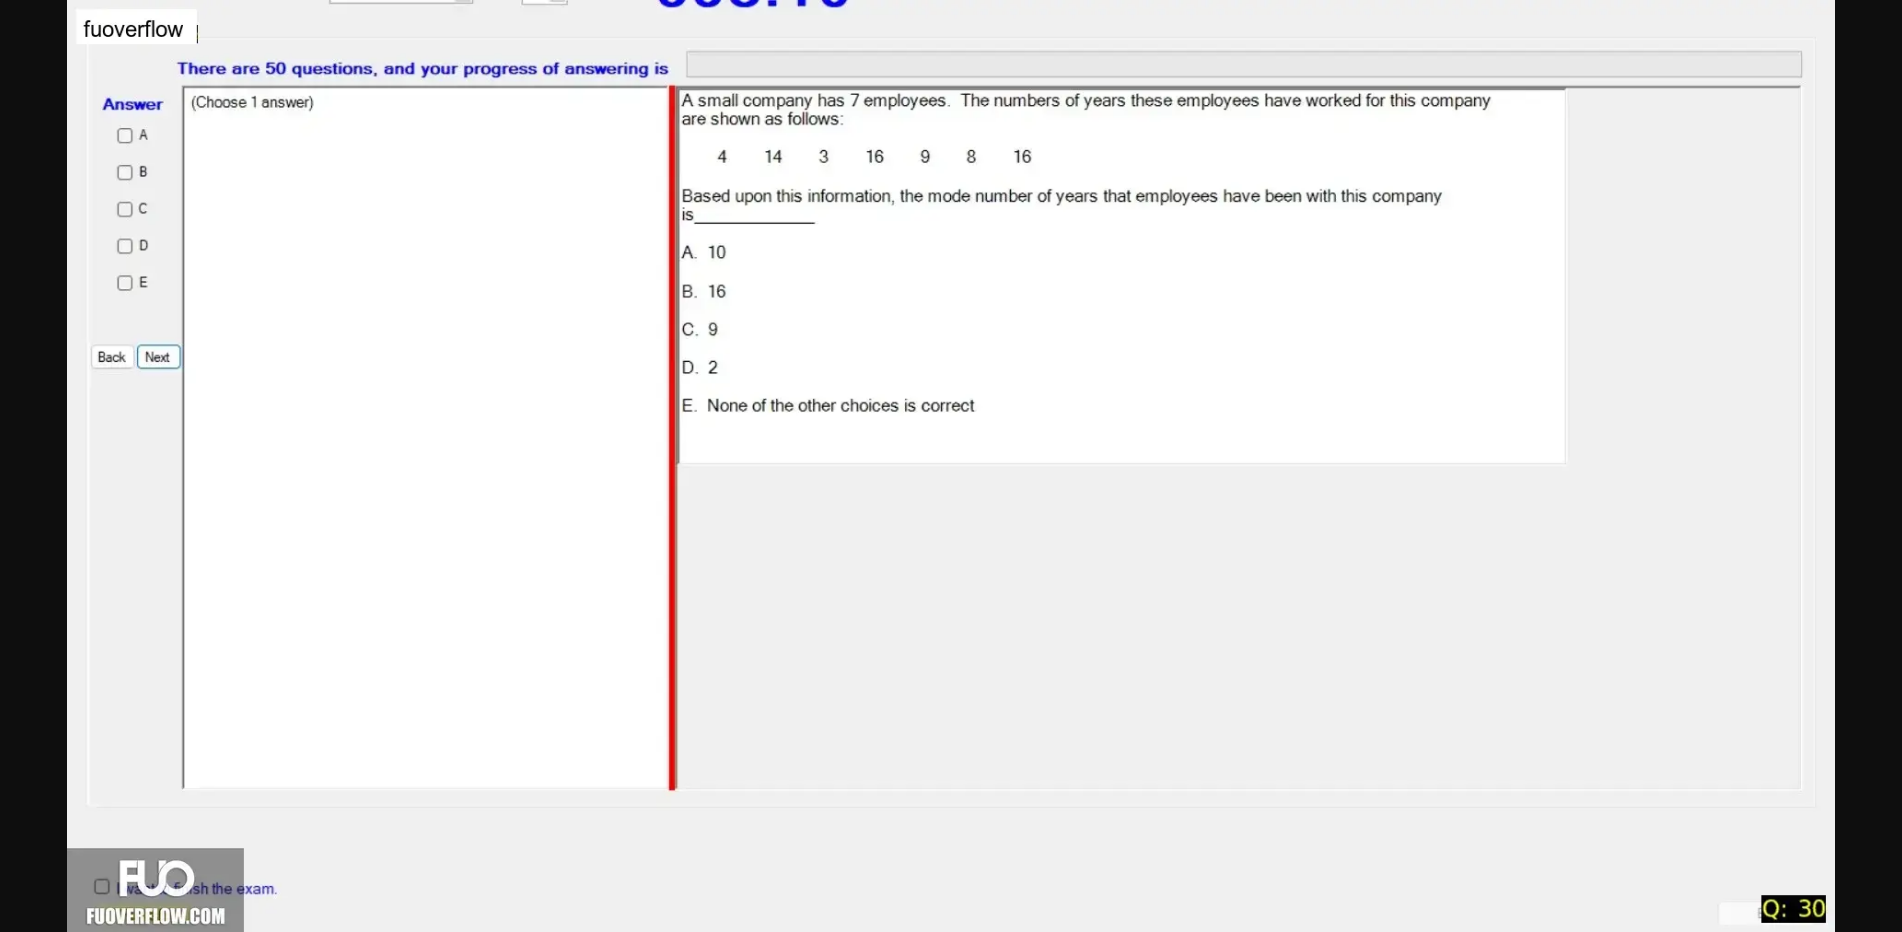 fuoverflow
There are 50 questions, and your progress of answering is
Answer
A
B
C
D
E
Back Next
(Choose 1 answer)
A small company has 7 employees. The numbers of years these employees have worked for this company
are shown as follows:
4 14 3 16 9 8 16
Based upon this information, the mode number of years that employees have been with this company
is_____________
A. 10
B. 16
C. 9
D. 2
E. None of the other choices is correct
FUO
the exam.
FUOVERFLOW.COM
Q: 30